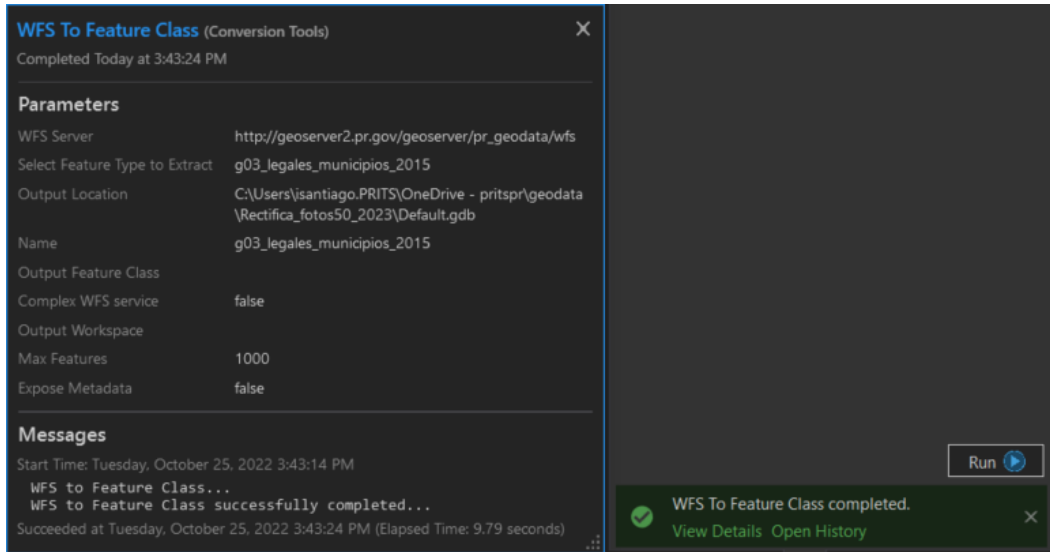 WFS To Feature Class (Conversion Tools)
Completed Today at 3:43:24 PM
Parameters
WFS Server http://geoserver2.pr.gov/geoserver/pr_geodata/wfs
Select Feature Type to Extract g03_legales_municipios_2015
Output Location C:\Users\isantiago.PRITS\OneDrive - pritspr\geodata
\Rectifica_fotos50_2023\Default.gdb
Name g03_legales_municipios_2015
Output Feature Class
Complex WFS service false
Output Workspace
Max Features 1000
Expose Metadata false
Messages
Start Time: Tuesday, October 25, 2022 3:43:14 PM
WFS to Feature Class...
WFS to Feature Class successfully completed...
Succeeded at Tuesday, October 25, 2022 3:43:24 PM (Elapsed Time: 9.79 seconds)
Run
WFS To Feature Class completed.
View Details Open History